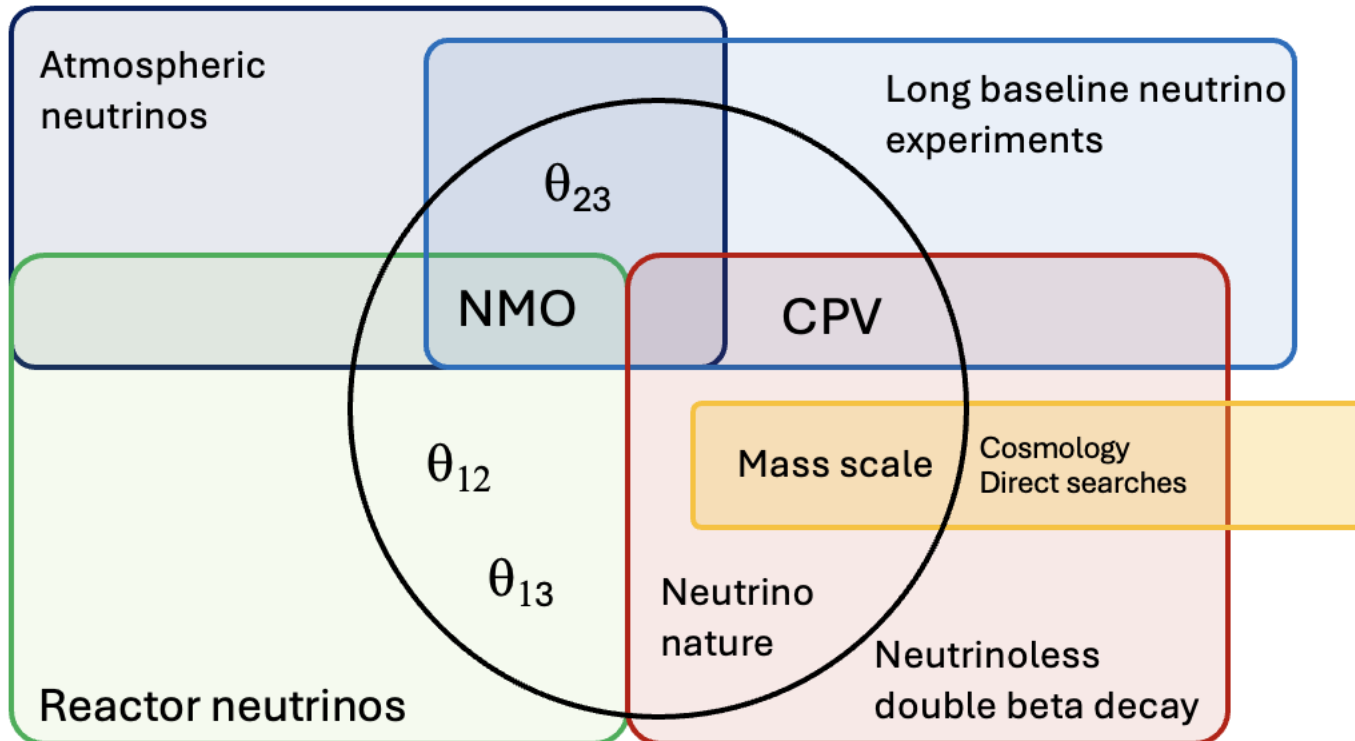 Atmospheric
neutrinos
Long baseline neutrino
experiments
θ₂₃
NMO
CPV
θ₁₂
Mass scale
Cosmology
Direct searches
θ₁₃
Neutrino
nature
Neutrinoless
double beta decay
Reactor neutrinos